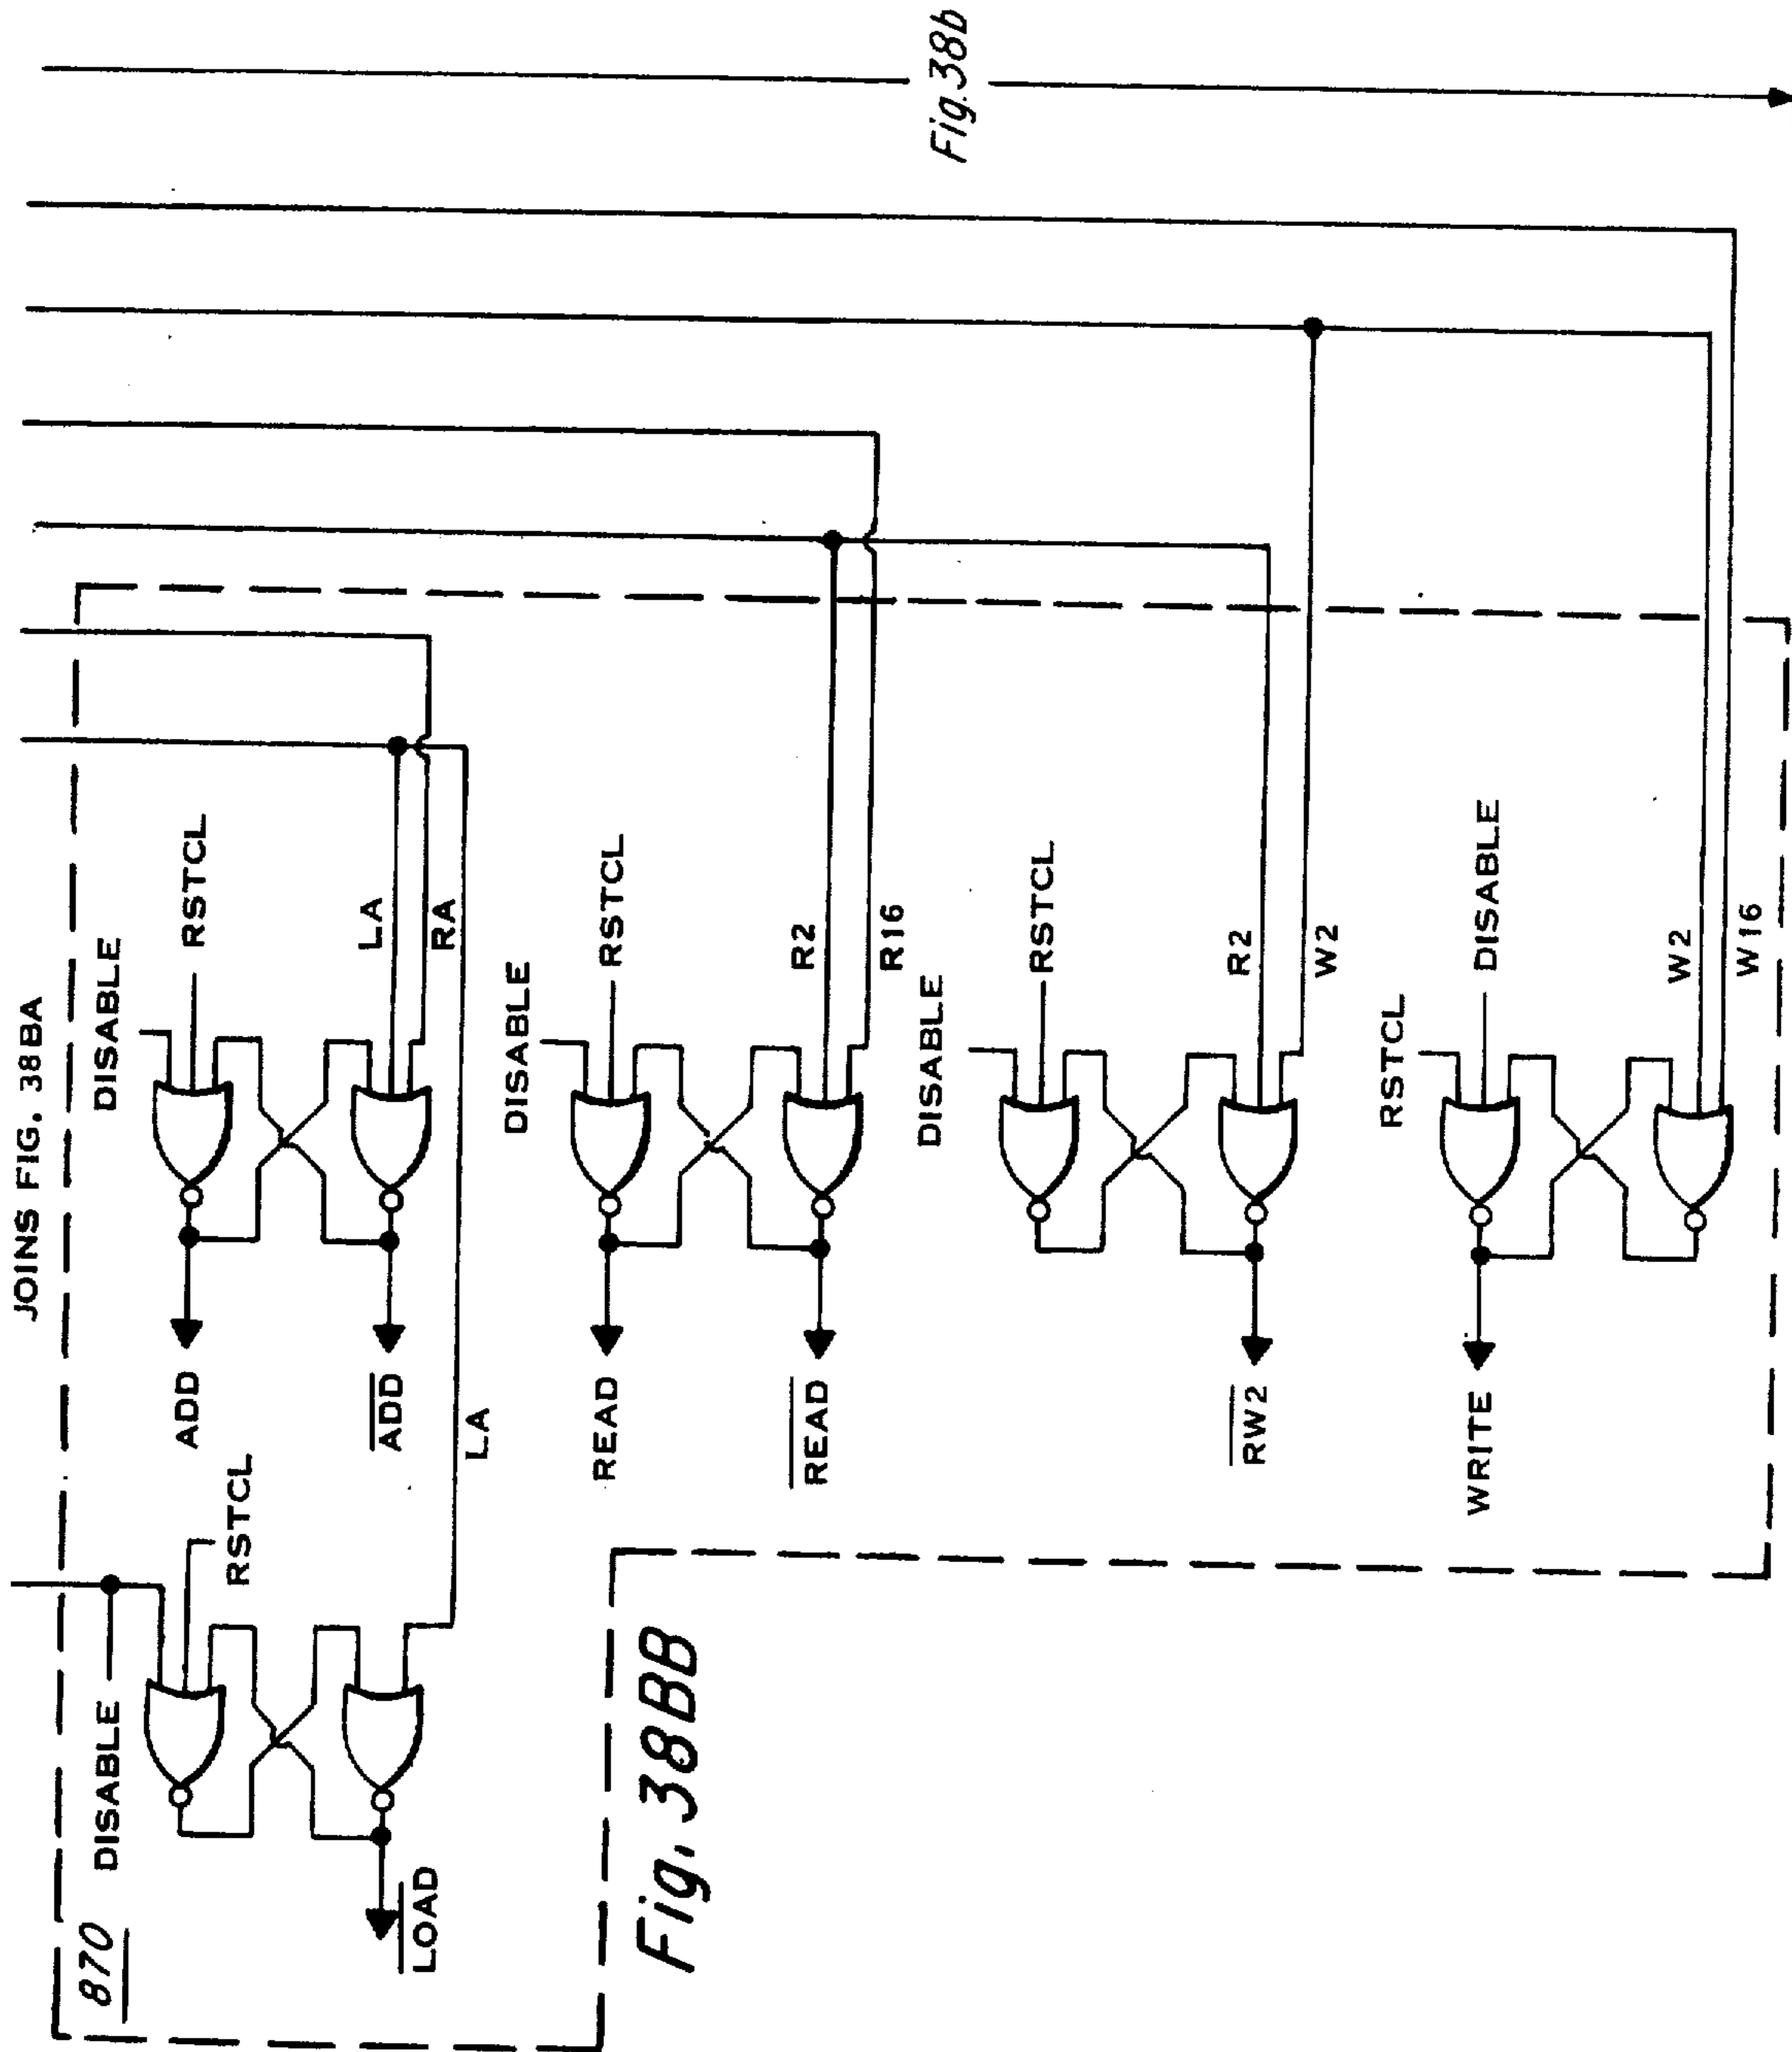 JOINS FIG. 38BA
Fig.38b
870
DISABLE
RSTCL
LOAD
LA
DISABLE
RSTCL
LA
RA
ADD
ADD
DISABLE
RSTCL
R2
R16
READ
READ
DISABLE
RSTCL
R2
W2
RW2
RSTCL
DISABLE
W2
W16
WRITE
Fig. 38BB